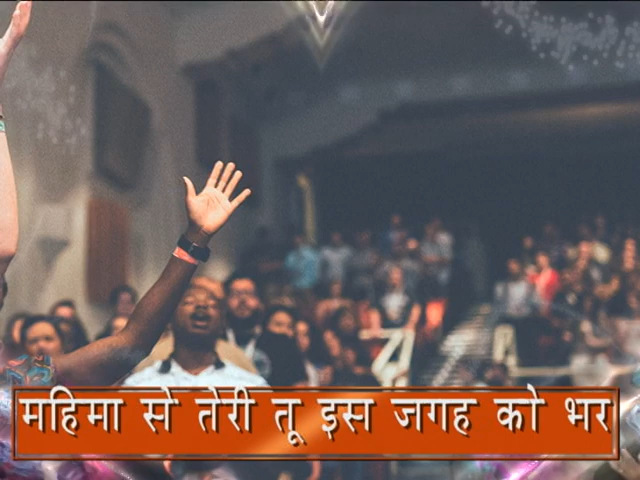 महिमा से तेरी तू इस जगह को भर